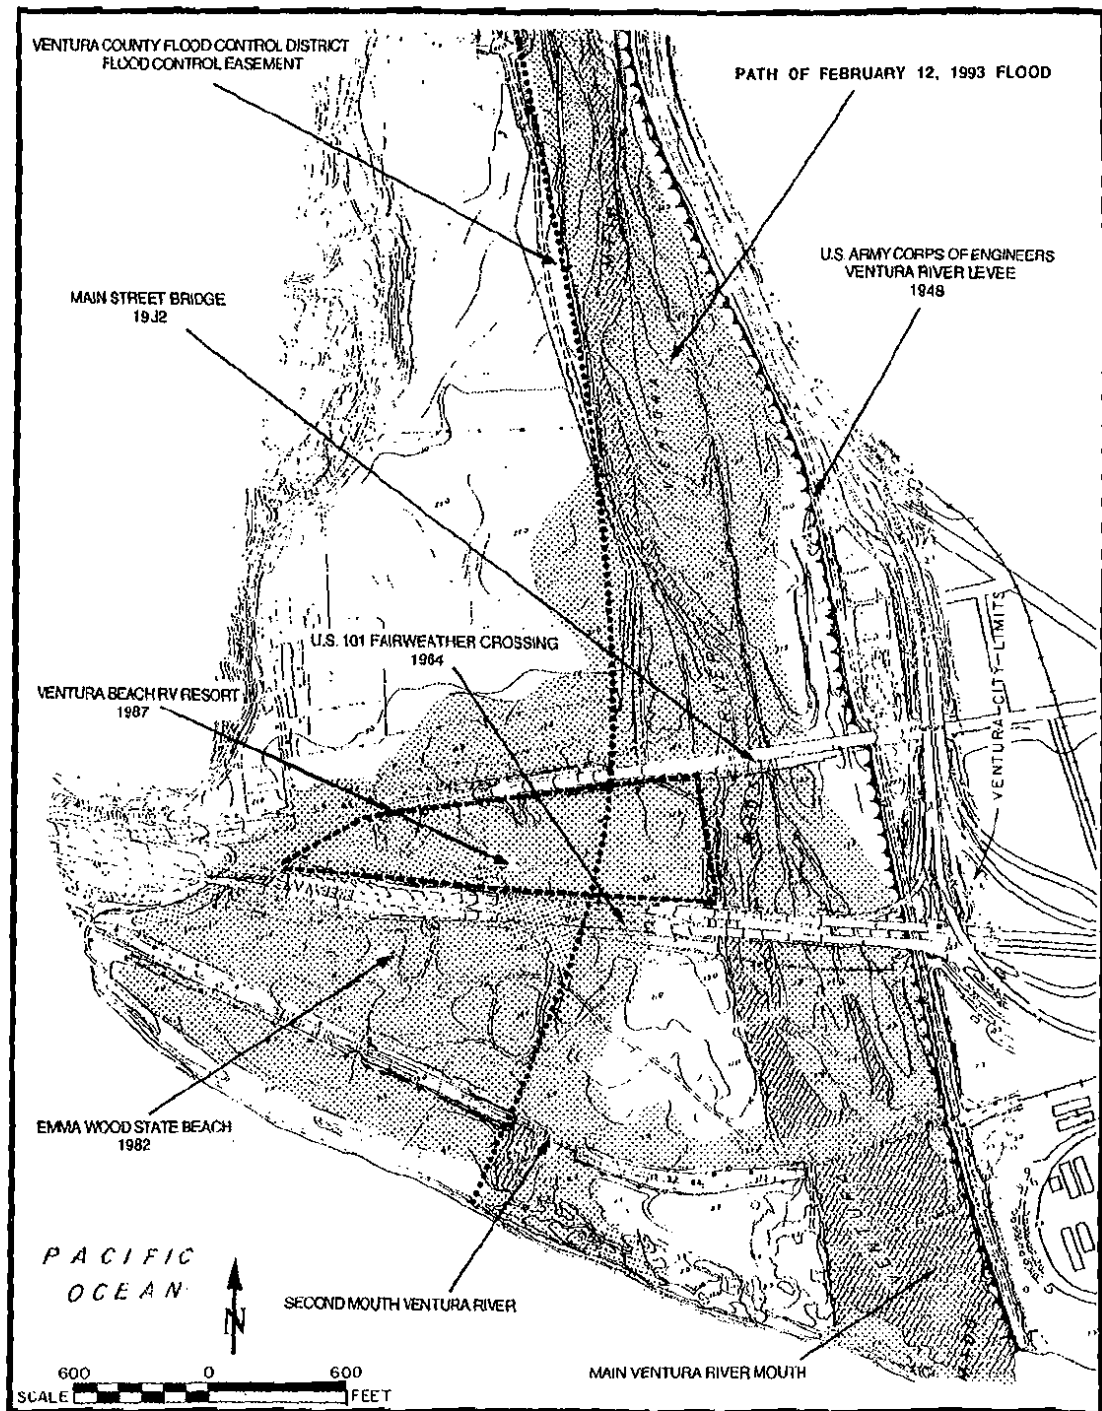 VENTURA COUNTY FLOOD CONTROL DISTRICT
FLOOD CONTROL EASEMENT
PATH OF FEBRUARY 12, 1993 FLOOD
U.S. ARMY CORPS OF ENGINEERS
VENTURA RIVER LEVEE
1948
MAIN STREET BRIDGE
U.S. 101 FAIRWEATHER CROSSING
1964
VENTURA BEACH RV RESORT
1987
VENTURA-CITY-LIMITS
RIVER
EMMA WOOD STATE BEACH
1982
VENTURA
PACIFIC
OCEAN
N
SECOND MOUTH VENTURA RIVER
MAIN VENTURA RIVER MOUTH
600 0 600
SCALE FEET